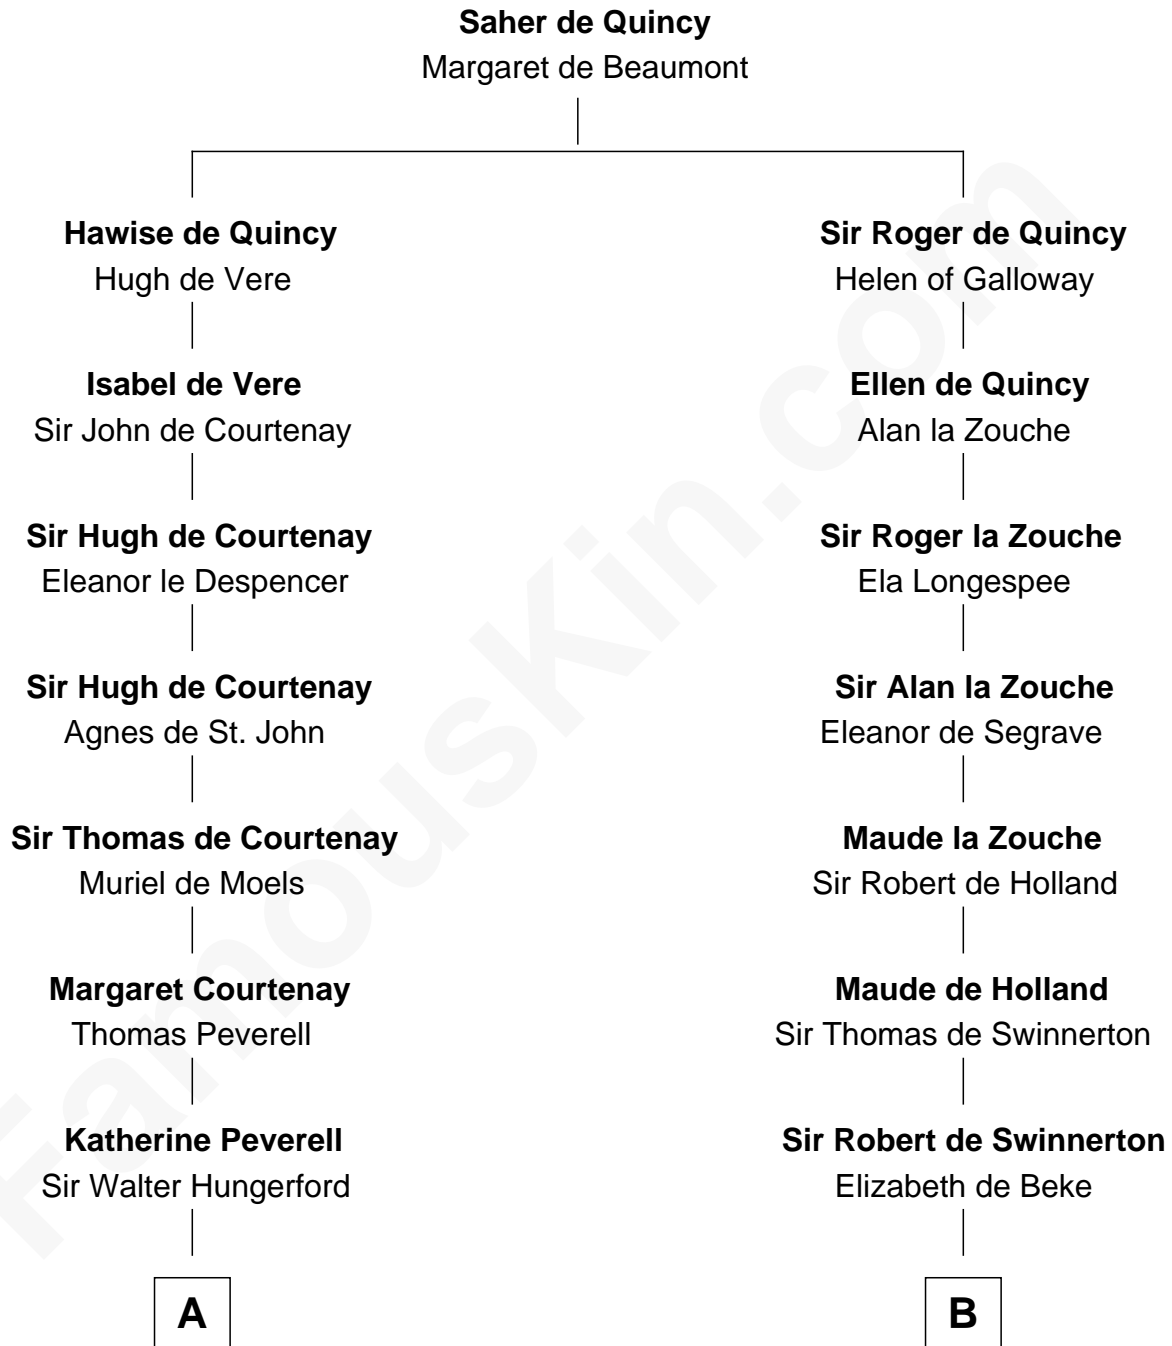 Saher de Quincy
Margaret de Beaumont
Hawise de Quincy
Hugh de Vere
Sir Roger de Quincy
Helen of Galloway
Isabel de Vere
Sir John de Courtenay
Ellen de Quincy
Alan la Zouche
Sir Hugh de Courtenay
Eleanor le Despencer
Sir Roger la Zouche
Ela Longespee
Sir Hugh de Courtenay
Agnes de St. John
Sir Alan la Zouche
Eleanor de Segrave
Sir Thomas de Courtenay
Muriel de Moels
Maude la Zouche
Sir Robert de Holland
Margaret Courtenay
Thomas Peverell
Maude de Holland
Sir Thomas de Swinnerton
Katherine Peverell
Sir Walter Hungerford
Sir Robert de Swinnerton
Elizabeth de Beke
A
B
FamousKin.com